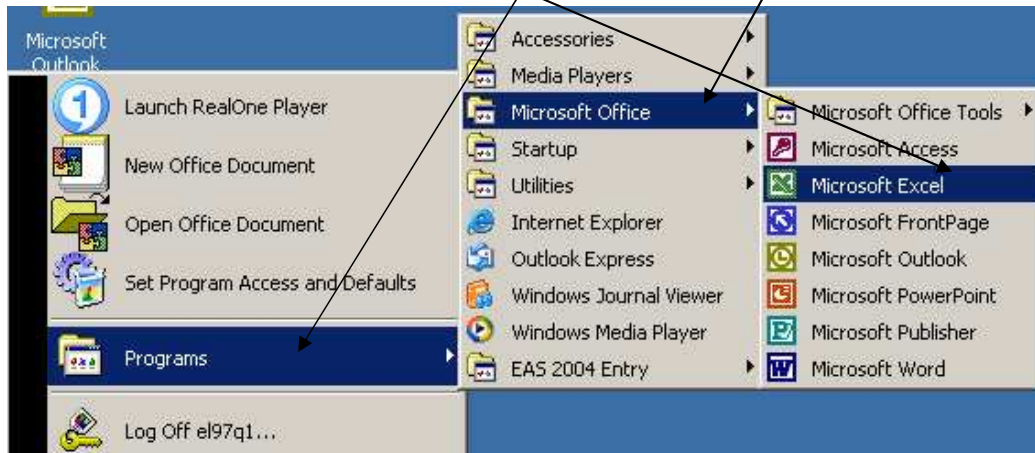 Microsoft
Outlook
Launch RealOne Player
New Office Document
Open Office Document
Set Program Access and Defaults
Programs
Log Off el97q1...
Accessories
Media Players
Microsoft Office
Startup
Utilities
Internet Explorer
Outlook Express
Windows Journal Viewer
Windows Media Player
EAS 2004 Entry
Microsoft Office Tools
Microsoft Access
Microsoft Excel
Microsoft FrontPage
Microsoft Outlook
Microsoft PowerPoint
Microsoft Publisher
Microsoft Word